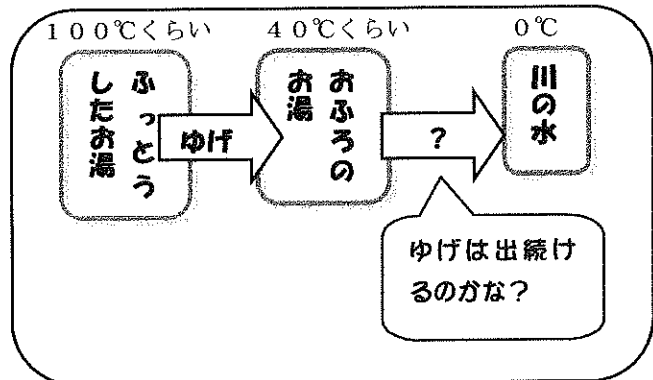 １００℃くらい
４０℃くらい
０℃
ふっとう
したお湯
ゆげ
おふろの
お湯
？
川の水
ゆげは出続け
るのかな？